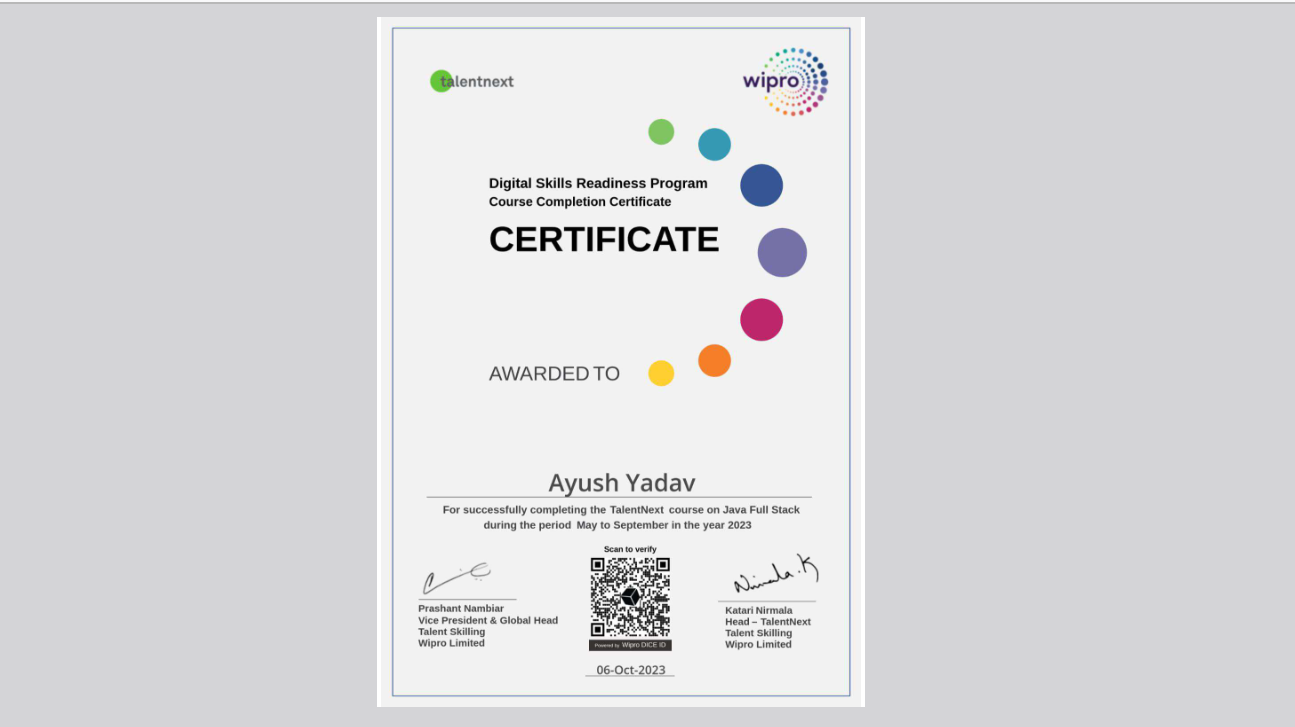 talentnext
wipro
Digital Skills Readiness Program
Course Completion Certificate
CERTIFICATE
AWARDED TO
Ayush Yadav
For successfully completing the TalentNext course on Java Full Stack
during the period May to September in the year 2023
Scan to verify
Nirmala.K
Prashant Nambiar
Vice President & Global Head
Talent Skilling
Wipro Limited
Katari Nirmala
Head – TalentNext
Talent Skilling
Wipro Limited
Powered by Wipro DICE ID
06-Oct-2023